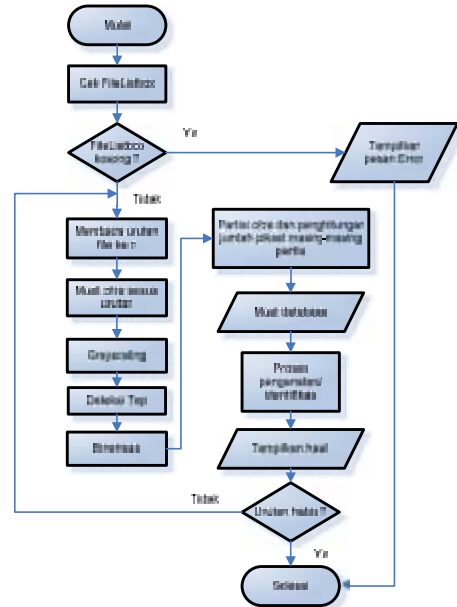 Mulai
Cek FileListbox
FileListbox
kosong ?
Ya
Tampilkan
pesan Error
Tidak
Membaca urutan
file ke n
Muat citra sesuai
urutan
Grayscaling
Deteksi Tepi
Binerisasi
Partisi citra dan penghitungan
jumlah piksel masing-masing
partisi
Muat database
Proses
pengenalan/
identifikasi
Tampilkan hasil
Tidak
Urutan habis ?
Ya
Selesai